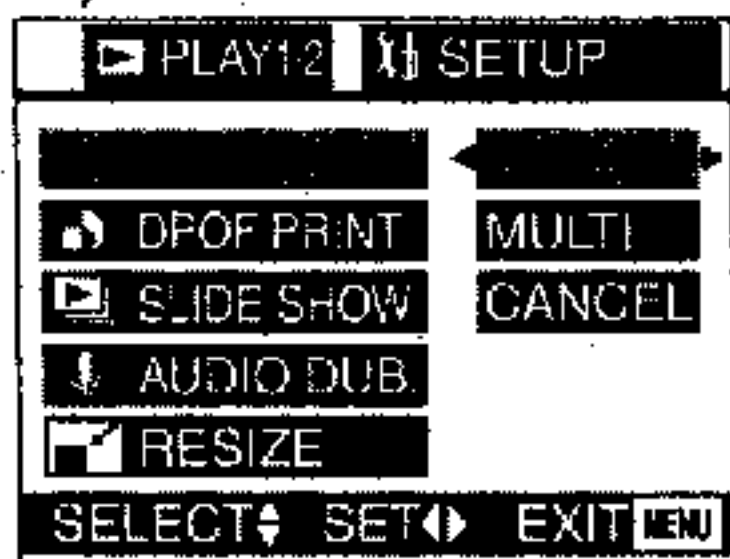 PLAY1·2 SETUP
DPOF PRINT MULTI
SLIDE SHOW CANCEL
AUDIO DUB.
RESIZE
SELECT SET EXIT MENU